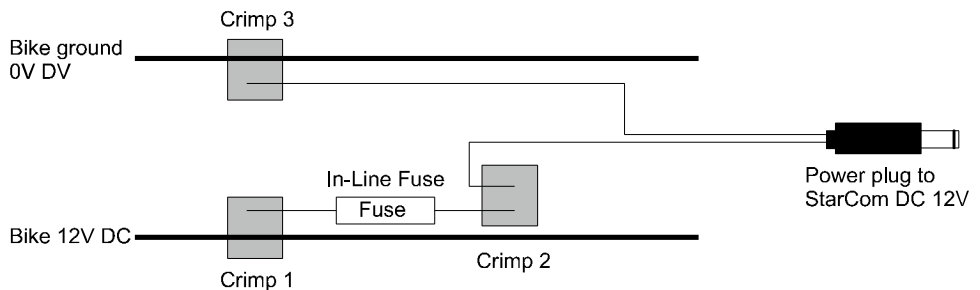 Crimp 3
Bike ground
0V DV
In-Line Fuse
Fuse
Power plug to
StarCom DC 12V
Bike 12V DC
Crimp 2
Crimp 1